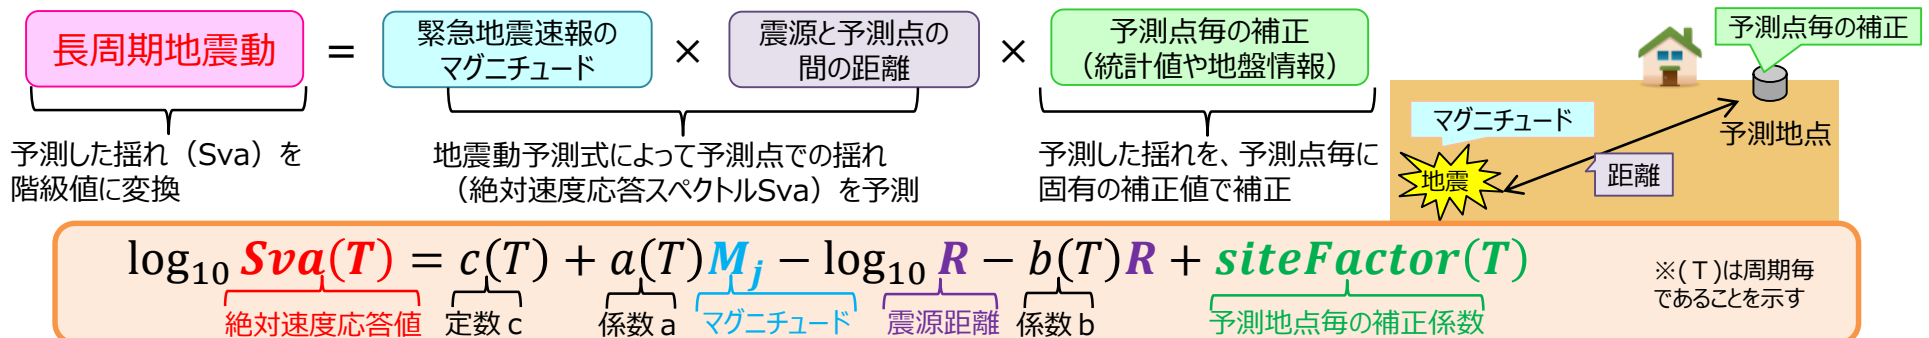 長周期地震動 = 緊急地震速報の
マグニチュード × 震源と予測点の
間の距離 × 予測点毎の補正
(統計値や地盤情報)
予測した揺れ（Sva）を
階級値に変換
地震動予測式によって予測点での揺れ
（絶対速度応答スペクトルSva）を予測
予測した揺れを、予測点毎に
固有の補正値で補正
予測点毎の補正
マグニチュード
予測地点
地震
距離
log₁₀ Sva(T) = c(T) + a(T)Mⱼ − log₁₀ R − b(T)R + siteFactor(T)
絶対速度応答値 定数 c 係数 a マグニチュード 震源距離 係数 b 予測地点毎の補正係数
※(T)は周期毎
であることを示す